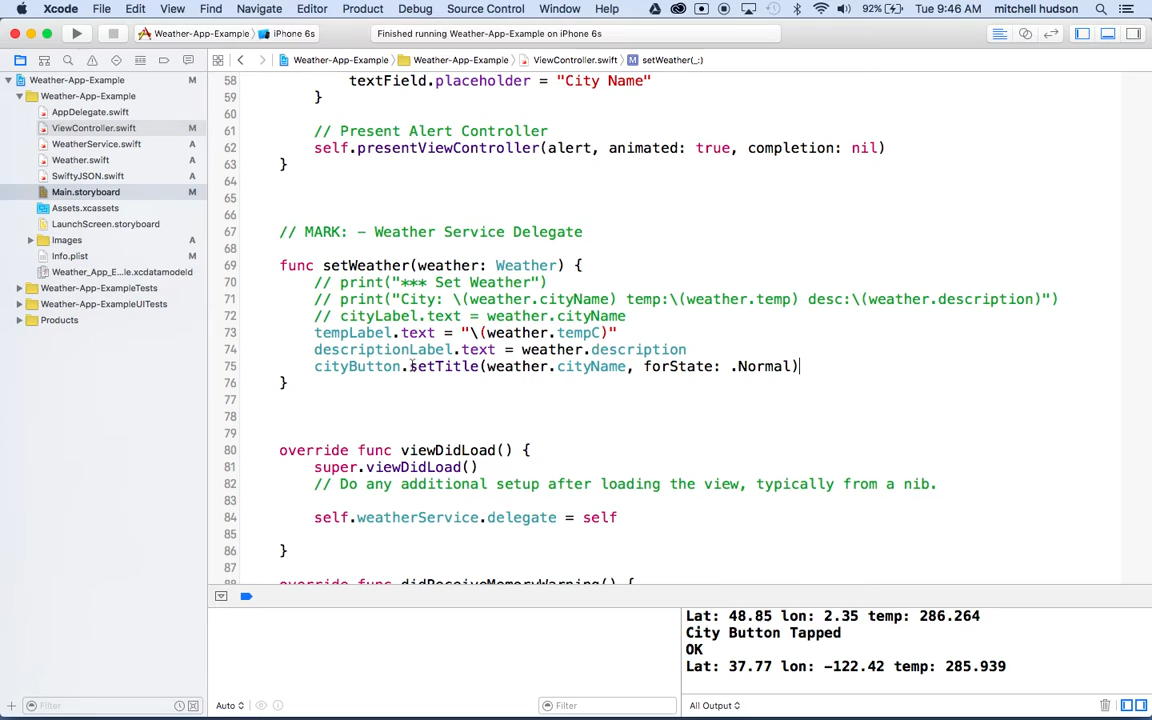 Xcode File Edit View Find Navigate Editor Product Debug Source Control Window Help 92% Tue 9:46 AM mitchell hudson
Weather-App-Example iPhone 6s Finished running Weather-App-Example on iPhone 6s
Weather-App-Example Weather-App-Example ViewController.swift M setWeather(_:)
Weather-App-Example M
Weather-App-Example
AppDelegate.swift
ViewController.swift M
WeatherService.swift A
Weather.swift A
SwiftyJSON.swift A
Main.storyboard M
Assets.xcassets
LaunchScreen.storyboard
Images A
Info.plist M
Weather_App_E...le.xcdatamodeld
Weather-App-ExampleTests
Weather-App-ExampleUITests
Products
58 textField.placeholder = "City Name"
59 }
60
61 // Present Alert Controller
62 self.presentViewController(alert, animated: true, completion: nil)
63 }
64
65
66
67 // MARK: - Weather Service Delegate
68
69 func setWeather(weather: Weather) {
70 // print("*** Set Weather")
71 // print("City: \(weather.cityName) temp:\(weather.temp) desc:\(weather.description)")
72 // cityLabel.text = weather.cityName
73 tempLabel.text = "\(weather.tempC)"
74 descriptionLabel.text = weather.description
75 cityButton.setTitle(weather.cityName, forState: .Normal)
76 }
77
78
79
80 override func viewDidLoad() {
81 super.viewDidLoad()
82 // Do any additional setup after loading the view, typically from a nib.
83
84 self.weatherService.delegate = self
85
86 }
87
88 override func didReceiveMemoryWarning() {
Lat: 48.85 lon: 2.35 temp: 286.264
City Button Tapped
OK
Lat: 37.77 lon: -122.42 temp: 285.939
Filter Auto Filter All Output